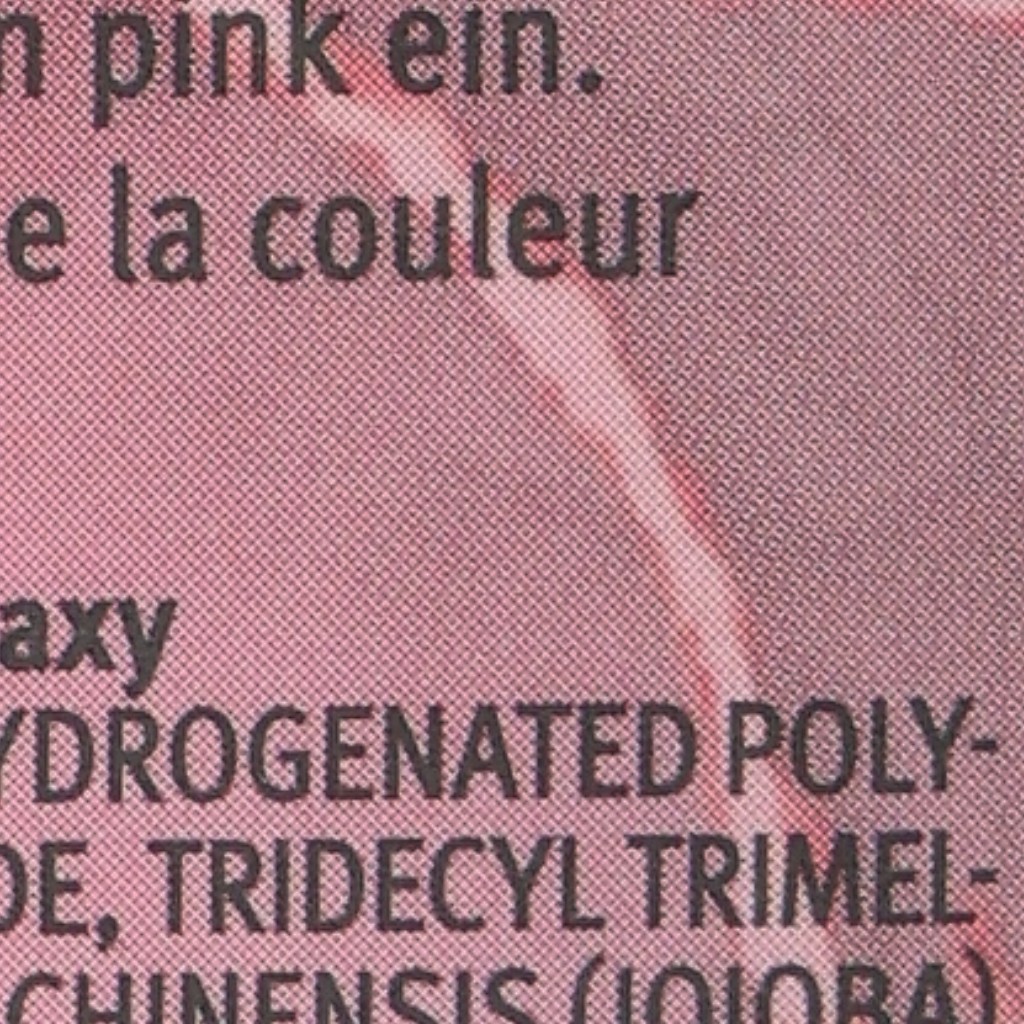 n pink ein.
e la couleur
axy
YDROGENATED POLY-
DE, TRIDECYL TRIMEL-
CHINENSIS (JOJOBA)